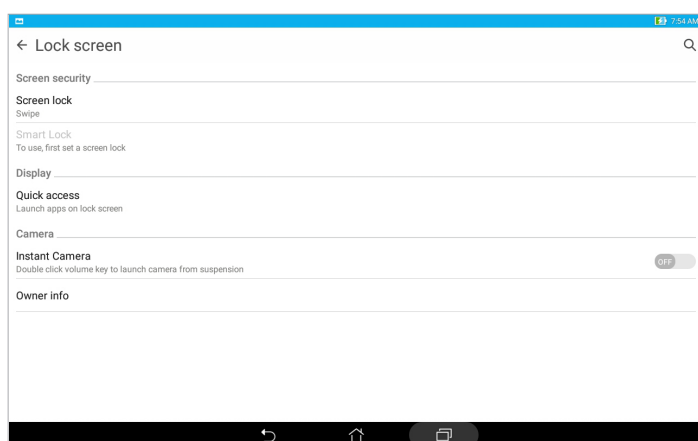 7:54 AM
Lock screen
Screen security
Screen lock
Swipe
Smart Lock
To use, first set a screen lock
Display
Quick access
Launch apps on lock screen
Camera
Instant Camera
Double click volume key to launch camera from suspension
OFF
Owner info